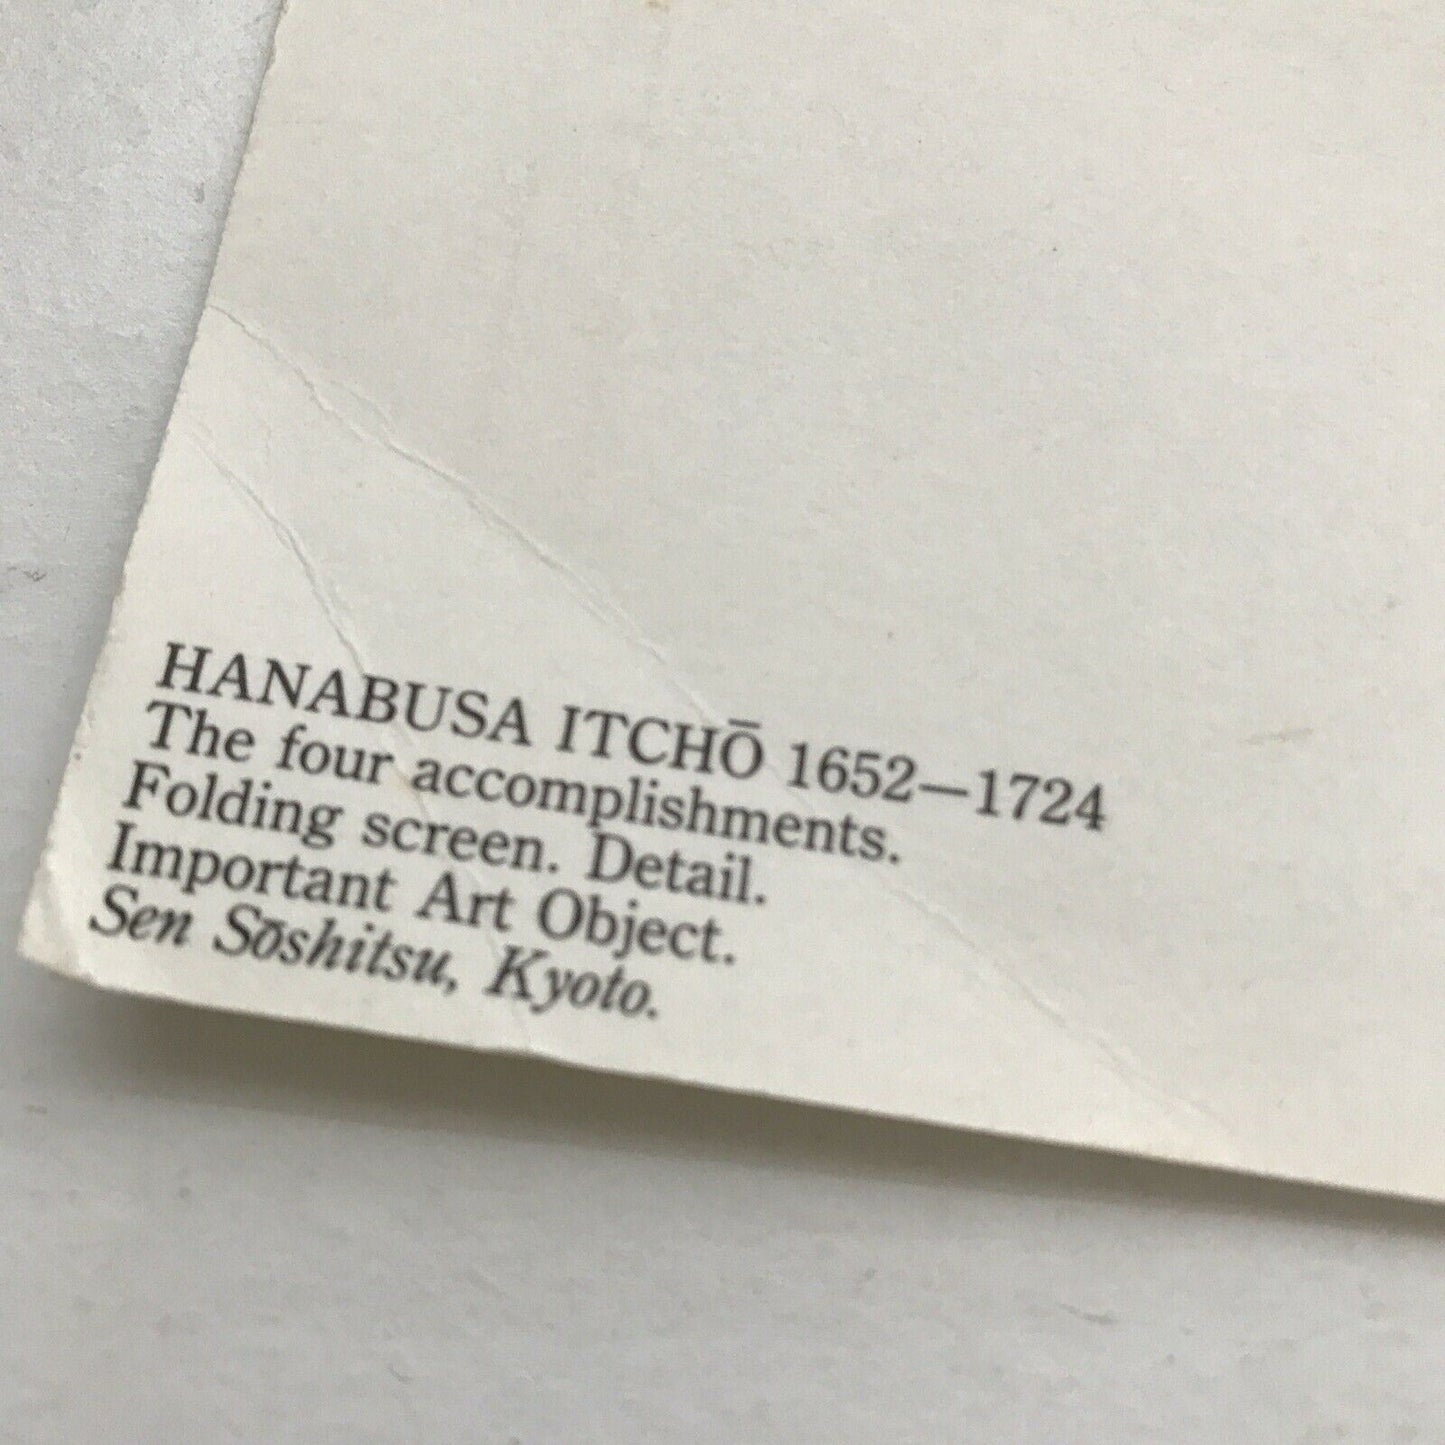 HANABUSA ITCHŌ 1652—1724
The four accomplishments.
Folding screen. Detail.
Important Art Object.
Sen Sōshitsu, Kyoto.